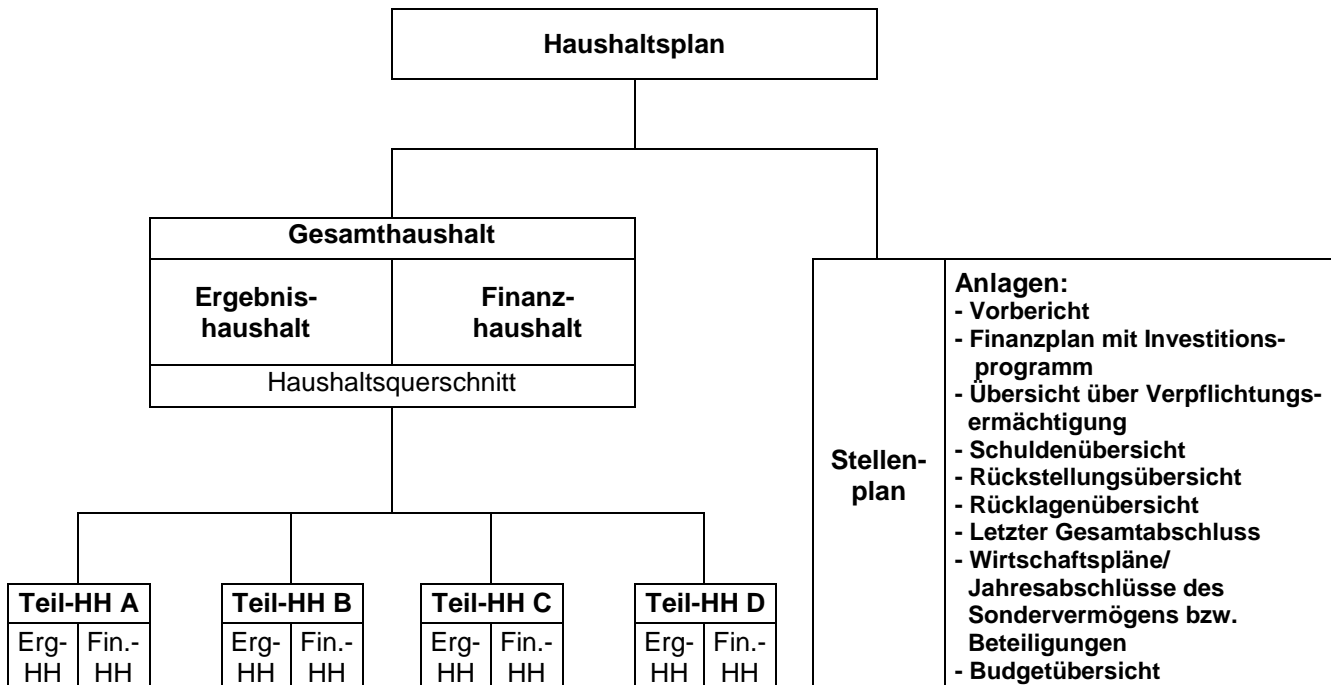 Haushaltsplan
Gesamthaushalt
Ergebnis-
haushalt
Finanz-
haushalt
Haushaltsquerschnitt
Teil-HH A
Erg-
HH
Fin.-
HH
Teil-HH B
Erg-
HH
Fin.-
HH
Teil-HH C
Erg-
HH
Fin.-
HH
Teil-HH D
Erg-
HH
Fin.-
HH
Stellen-
plan
Anlagen:
- Vorbericht
- Finanzplan mit Investitions-
programm
- Übersicht über Verpflichtungs-
ermächtigung
- Schuldenübersicht
- Rückstellungsübersicht
- Rücklagenübersicht
- Letzter Gesamtabschluss
- Wirtschaftspläne/
Jahresabschlüsse des
Sondervermögens bzw.
Beteiligungen
- Budgetübersicht